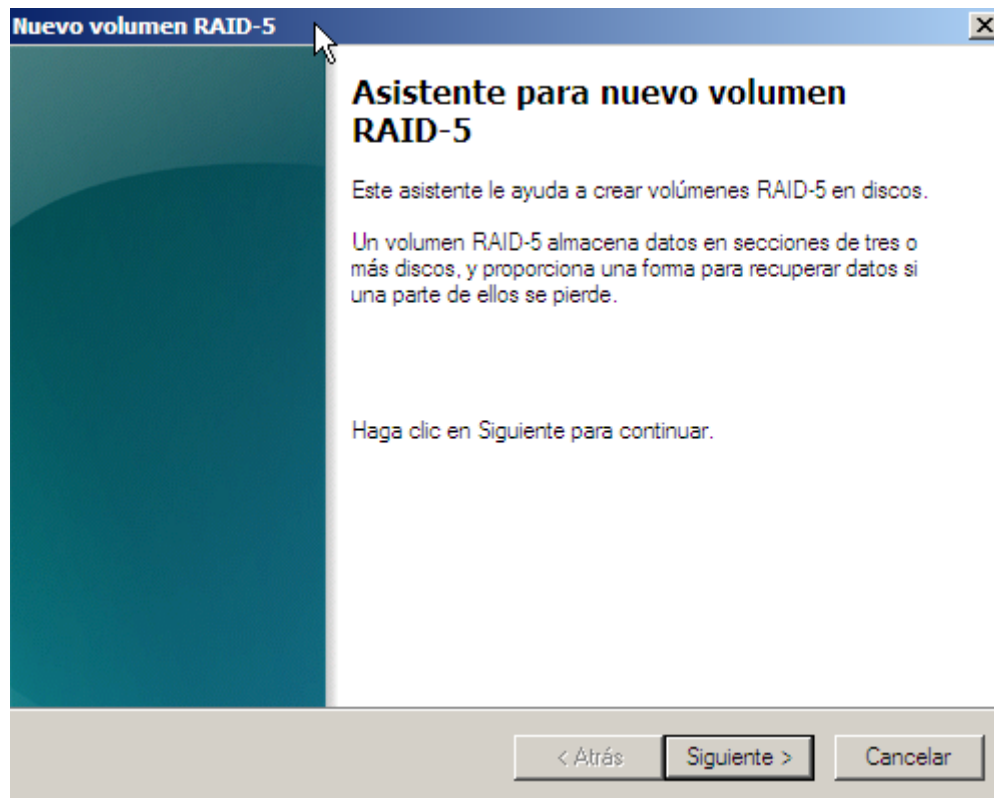 Nuevo volumen RAID-5
Asistente para nuevo volumen
RAID-5
Este asistente le ayuda a crear volúmenes RAID-5 en discos.
Un volumen RAID-5 almacena datos en secciones de tres o
más discos, y proporciona una forma para recuperar datos si
una parte de ellos se pierde.
Haga clic en Siguiente para continuar.
< Atrás
Siguiente >
Cancelar